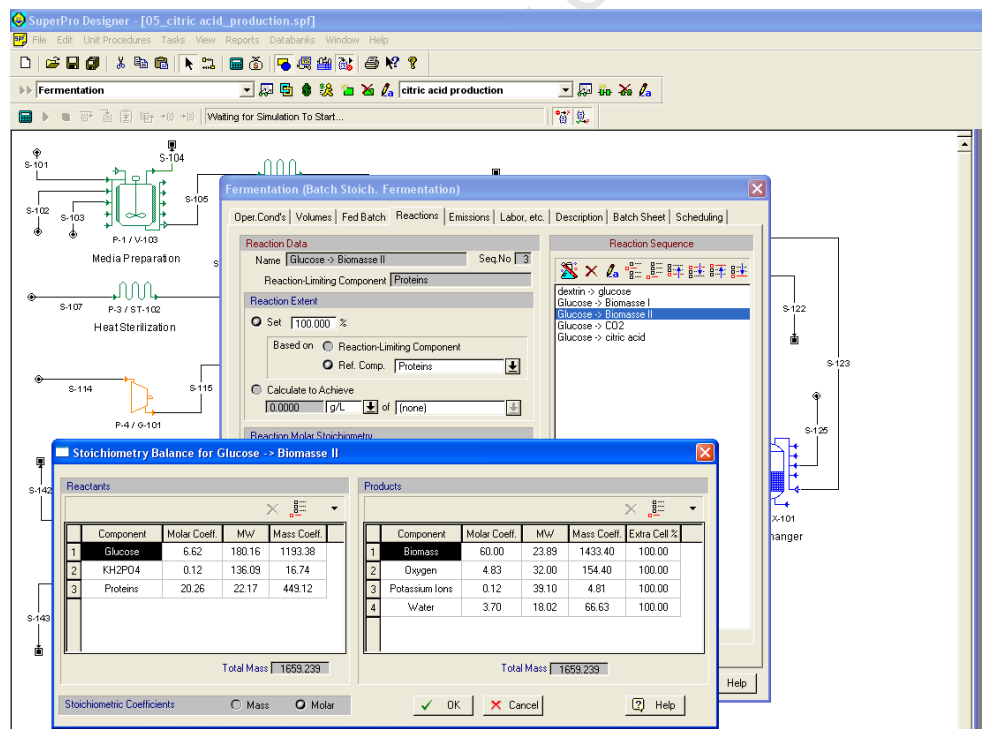 SuperPro Designer - [05_citric acid_production.spf]
File Edit Unit Procedures Tasks View Reports Databanks Window Help
Fermentation citric acid production
Waiting for Simulation To Start...
S-101
S-104
S-105
S-102
S-103
P-1 / V-103
Media Preparation
S-107
P-3 / ST-102
Heat Sterilization
S-114
S-115
P-4 / G-101
S-142
S-143
S-122
S-123
S-125
X-101
hanger
Fermentation (Batch Stoich. Fermentation)
Oper.Cond's Volumes Fed Batch Reactions Emissions Labor, etc. Description Batch Sheet Scheduling
Reaction Data
Name Glucose -> Biomasse II Seq.No 3
Reaction-Limiting Component Proteins
Reaction Extent
Set 100.000 %
Based on Reaction-Limiting Component
Ref. Comp. Proteins
Calculate to Achieve
0.0000 g/L of (none)
Reaction Molar Stoichiometry
Reaction Sequence
dextrin -> glucose
Glucose -> Biomasse I
Glucose -> Biomasse II
Glucose -> CO2
Glucose -> citric acid
Help
Stoichiometry Balance for Glucose -> Biomasse II
Reactants
Component Molar Coeff. MW Mass Coeff.
1 Glucose 6.62 180.16 1193.38
2 KH2PO4 0.12 136.09 16.74
3 Proteins 20.26 22.17 449.12
Total Mass 1659.239
Products
Component Molar Coeff. MW Mass Coeff. Extra Cell %
1 Biomass 60.00 23.89 1433.40 100.00
2 Oxygen 4.83 32.00 154.40 100.00
3 Potassium Ions 0.12 39.10 4.81 100.00
4 Water 3.70 18.02 66.63 100.00
Total Mass 1659.239
Stoichiometric Coefficients Mass Molar
OK Cancel Help